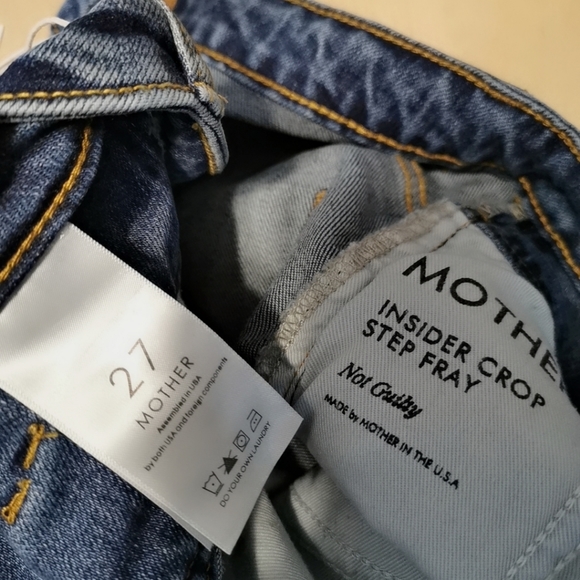 27
MOTHER
Assembled in USA
by both USA and foreign components
DO YOUR OWN LAUNDRY
MOTHE
INSIDER CROP
STEP FRAY
Not Guilty
MADE by MOTHER IN THE U.S.A